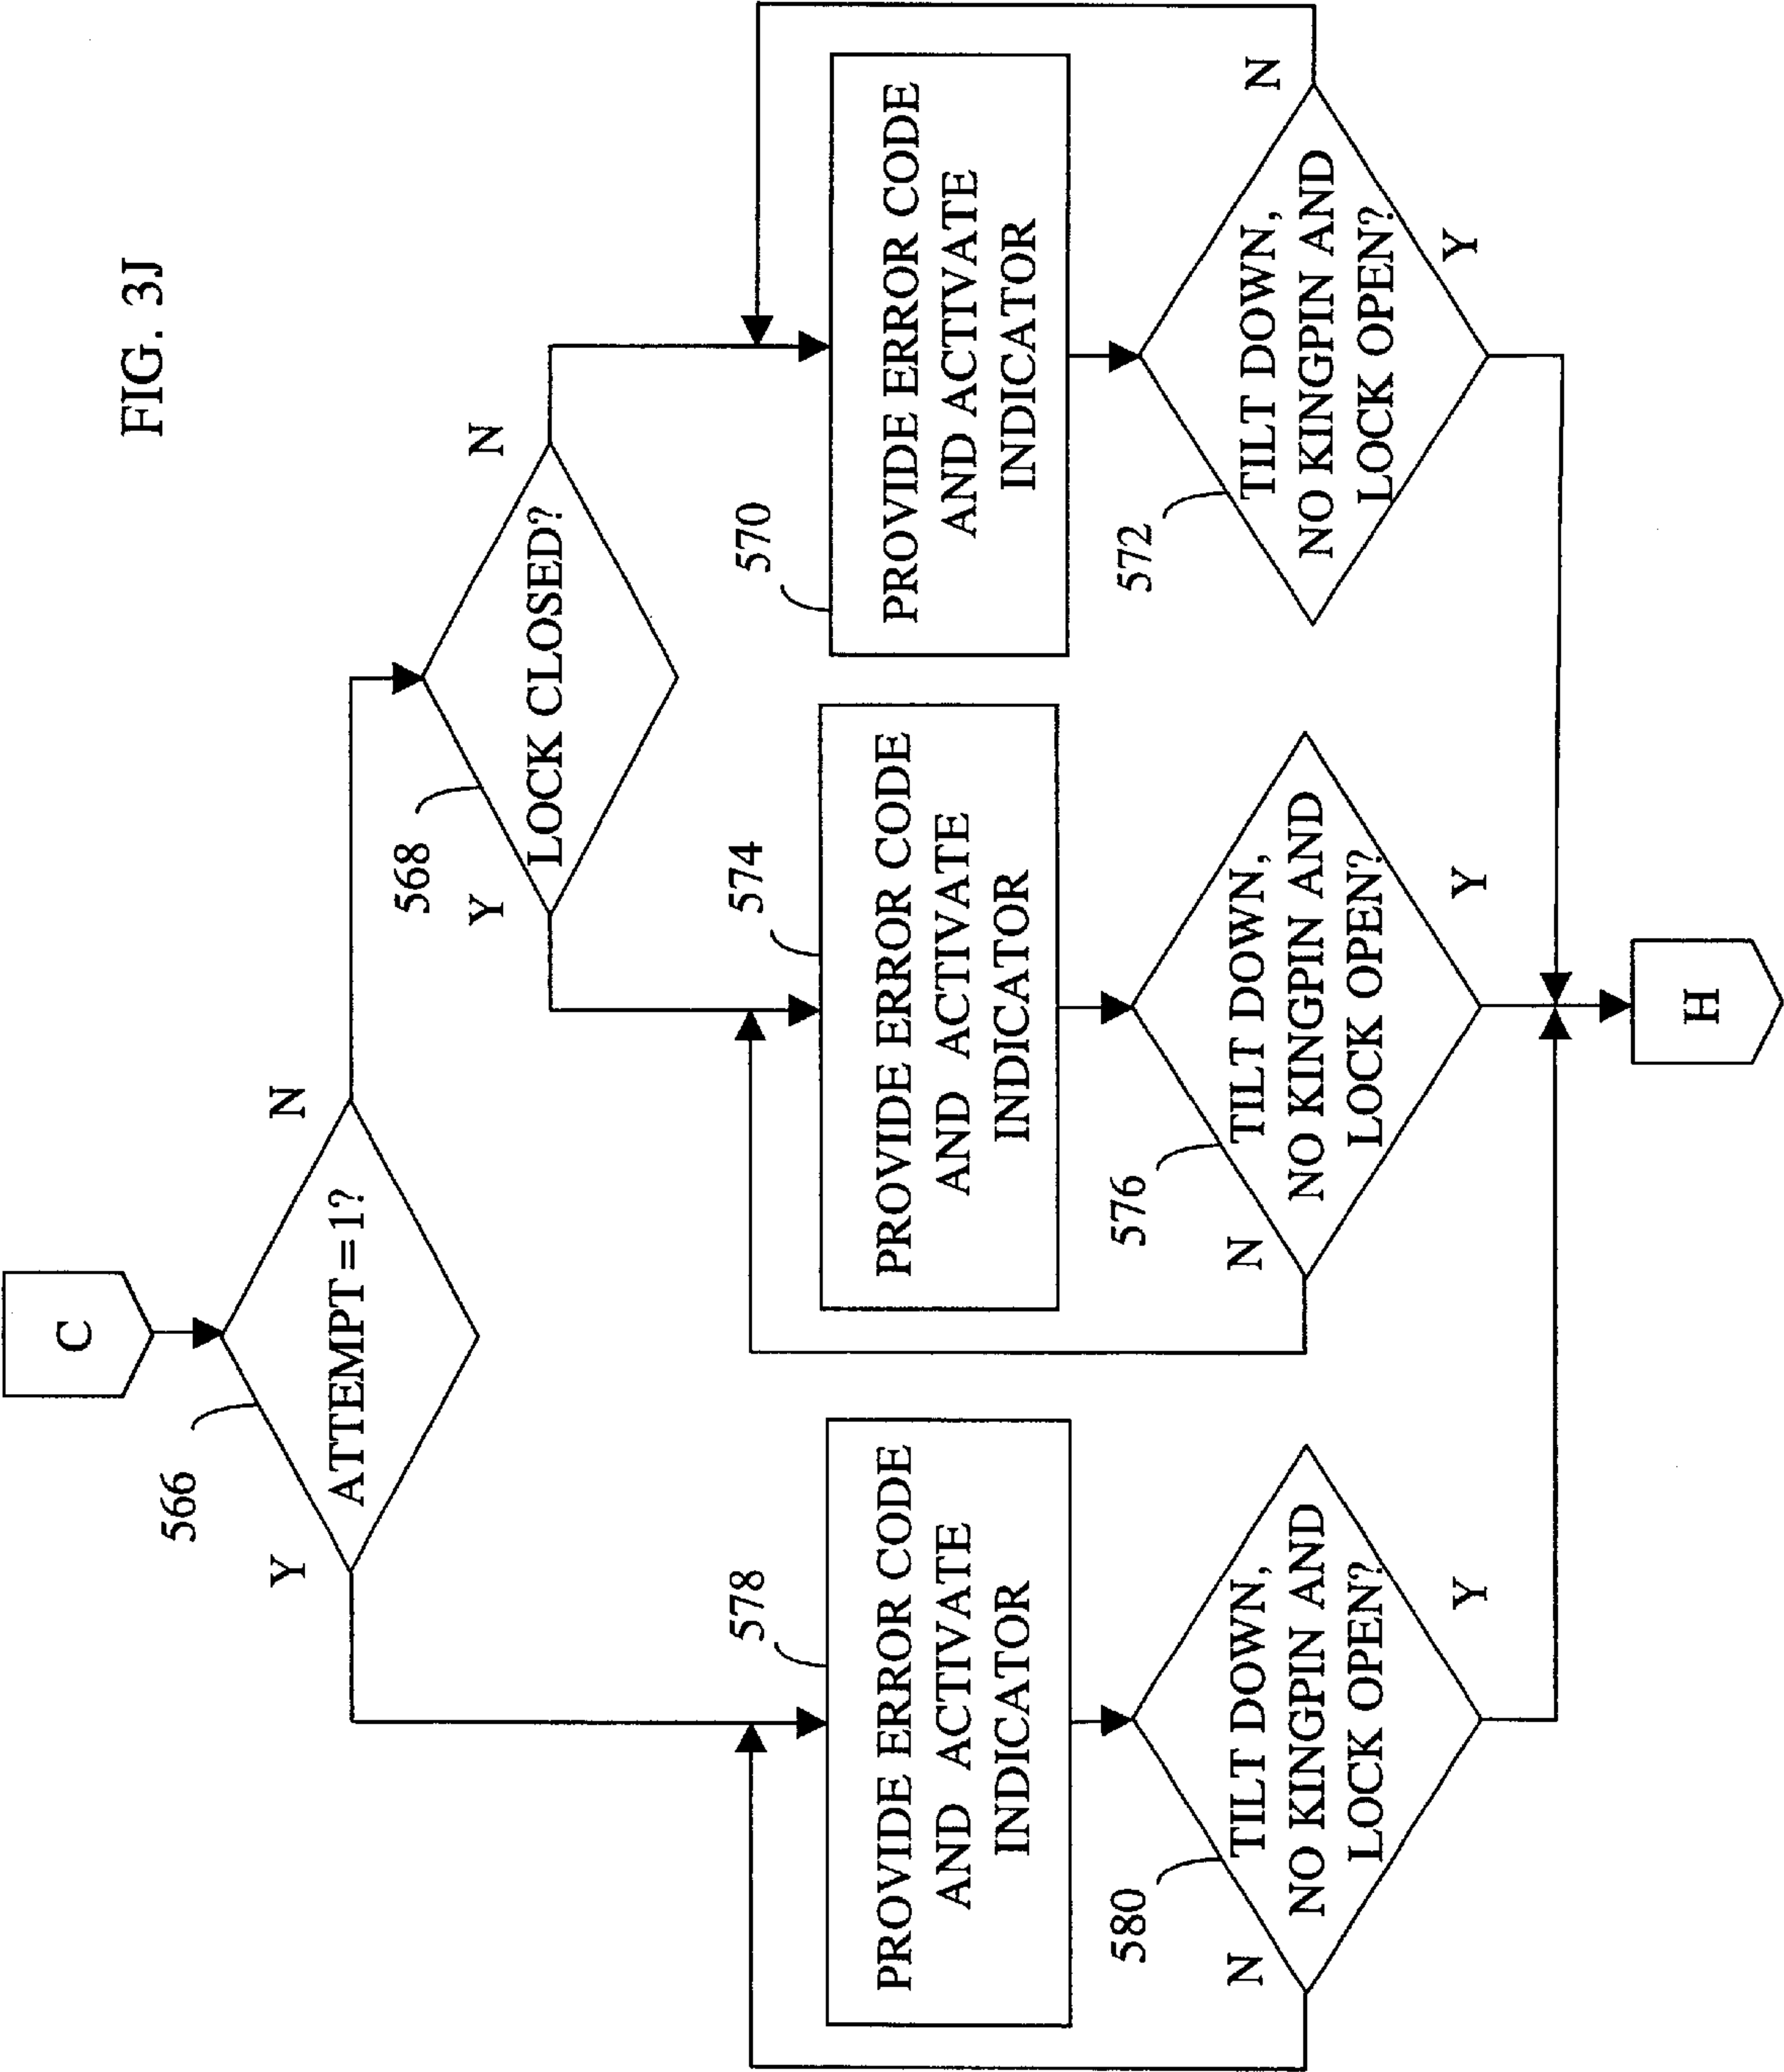 FIG. 3J
C
566
ATTEMPT = 1?
Y
N
568
LOCK CLOSED?
Y
N
578
PROVIDE ERROR CODE
AND ACTIVATE
INDICATOR
574
PROVIDE ERROR CODE
AND ACTIVATE
INDICATOR
570
PROVIDE ERROR CODE
AND ACTIVATE
INDICATOR
580
TILT DOWN,
NO KINGPIN AND
LOCK OPEN?
N
Y
576
TILT DOWN,
NO KINGPIN AND
LOCK OPEN?
N
Y
572
TILT DOWN,
NO KINGPIN AND
LOCK OPEN?
N
Y
H